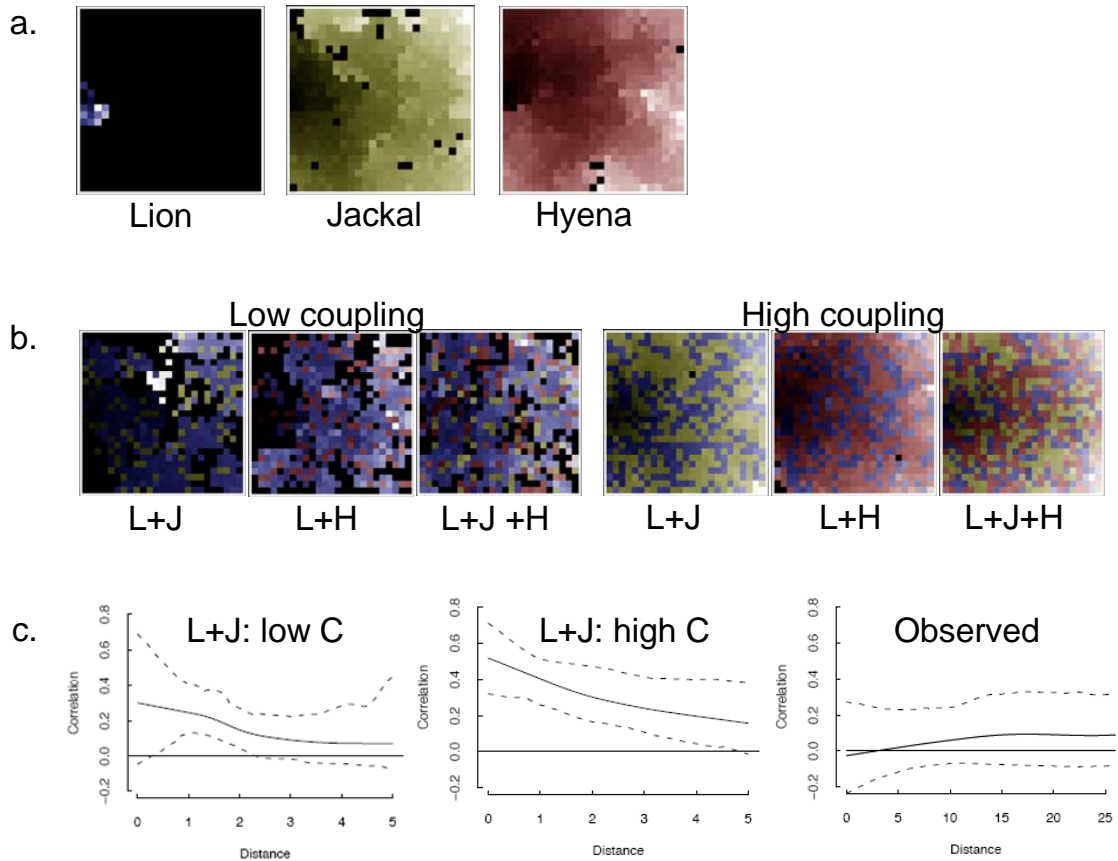 a.
Lion Jackal Hyena
b.
Low coupling High coupling
L+J L+H L+J +H L+J L+H L+J+H
c.
L+J: low C L+J: high C Observed
Correlation
0.8
0.6
0.4
0.2
0.0
−0.2
0 1 2 3 4 5
Distance
Correlation
0.8
0.6
0.4
0.2
0.0
−0.2
0 1 2 3 4 5
Distance
Correlation
0.8
0.6
0.4
0.2
0.0
−0.2
0 5 10 15 20 25
Distance